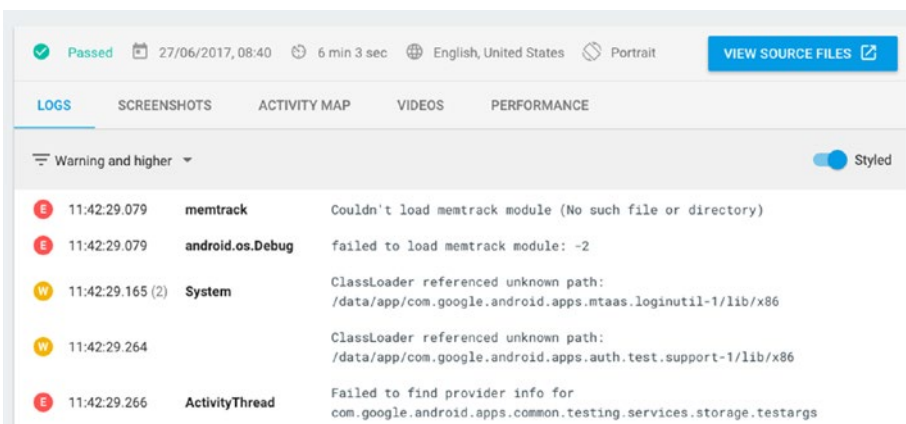 Passed 27/06/2017, 08:40 6 min 3 sec English, United States Portrait VIEW SOURCE FILES
LOGS SCREENSHOTS ACTIVITY MAP VIDEOS PERFORMANCE
Warning and higher Styled
E 11:42:29.079 memtrack Couldn't load memtrack module (No such file or directory)
E 11:42:29.079 android.os.Debug failed to load memtrack module: -2
W 11:42:29.165 (2) System ClassLoader referenced unknown path:
/data/app/com.google.android.apps.mtaas.loginutil-1/lib/x86
W 11:42:29.264 ClassLoader referenced unknown path:
/data/app/com.google.android.apps.auth.test.support-1/lib/x86
E 11:42:29.266 ActivityThread Failed to find provider info for
com.google.android.apps.common.testing.services.storage.testargs